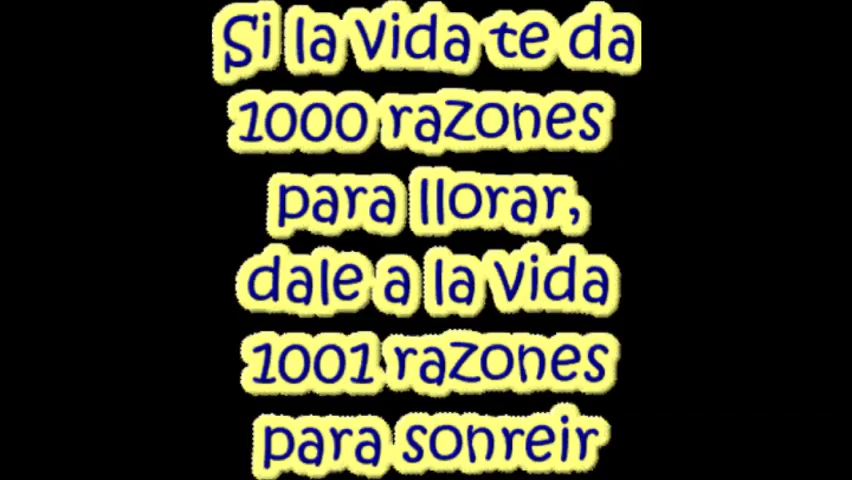 Si la vida te da
1000 razones
para llorar,
dale a la vida
1001 razones
para sonreir